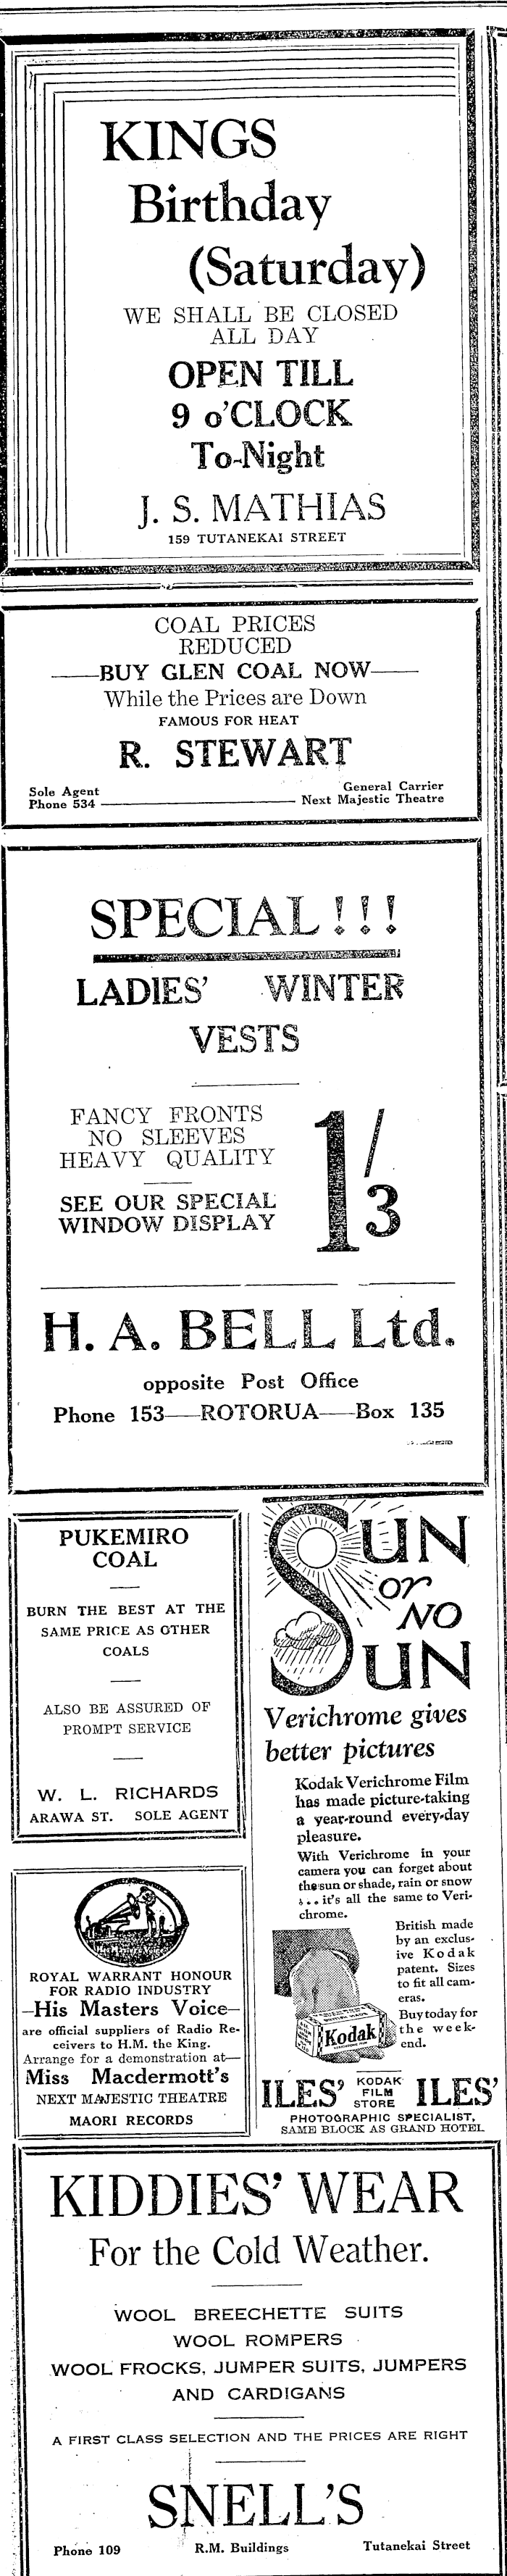 KINGS
Birthday
(Saturday)
WE SHALL BE CLOSED
ALL DAY
OPEN TILL
9 o'CLOCK
To-Night
J. S. MATHIAS
159 TUTANEKAI STREET
COAL PRICES
REDUCED
BUY GLEN COAL NOW
While the Prices are Down
FAMOUS FOR HEAT
R. STEWART
Sole Agent General Carrier
Phone 534 Next Majestic Theatre
SPECIAL!!!
LADIES' WINTER
VESTS
FANCY FRONTS
NO SLEEVES
HEAVY QUALITY
SEE OUR SPECIAL
WINDOW DISPLAY
1/3
H. A. BELL Ltd.
opposite Post Office
Phone 153—ROTORUA—Box 135
PUKEMIRO
COAL
BURN THE BEST AT THE
SAME PRICE AS OTHER
COALS
ALSO BE ASSURED OF
PROMPT SERVICE
W. L. RICHARDS
ARAWA ST. SOLE AGENT
ROYAL WARRANT HONOUR
FOR RADIO INDUSTRY
—His Masters Voice—
are official suppliers of Radio Re-
ceivers to H.M. the King.
Arrange for a demonstration at—
Miss Macdermott's
NEXT MAJESTIC THEATRE
MAORI RECORDS
SUN
or
NO
SUN
Verichrome gives
better pictures
Kodak Verichrome Film
has made picture-taking
a year-round every-day
pleasure.
With Verichrome in your
camera you can forget about
the sun or shade, rain or snow
... it's all the same to Veri-
chrome.
British made
by an exclus-
ive Kodak
patent. Sizes
to fit all cam-
eras.
Buy today for
the week-
end.
Kodak
ILES' KODAK FILM STORE ILES'
PHOTOGRAPHIC SPECIALIST,
SAME BLOCK AS GRAND HOTEL
KIDDIES' WEAR
For the Cold Weather.
WOOL BREECHETTE SUITS
WOOL ROMPERS
WOOL FROCKS, JUMPER SUITS, JUMPERS
AND CARDIGANS
A FIRST CLASS SELECTION AND THE PRICES ARE RIGHT
SNELL'S
Phone 109 R.M. Buildings Tutanekai Street